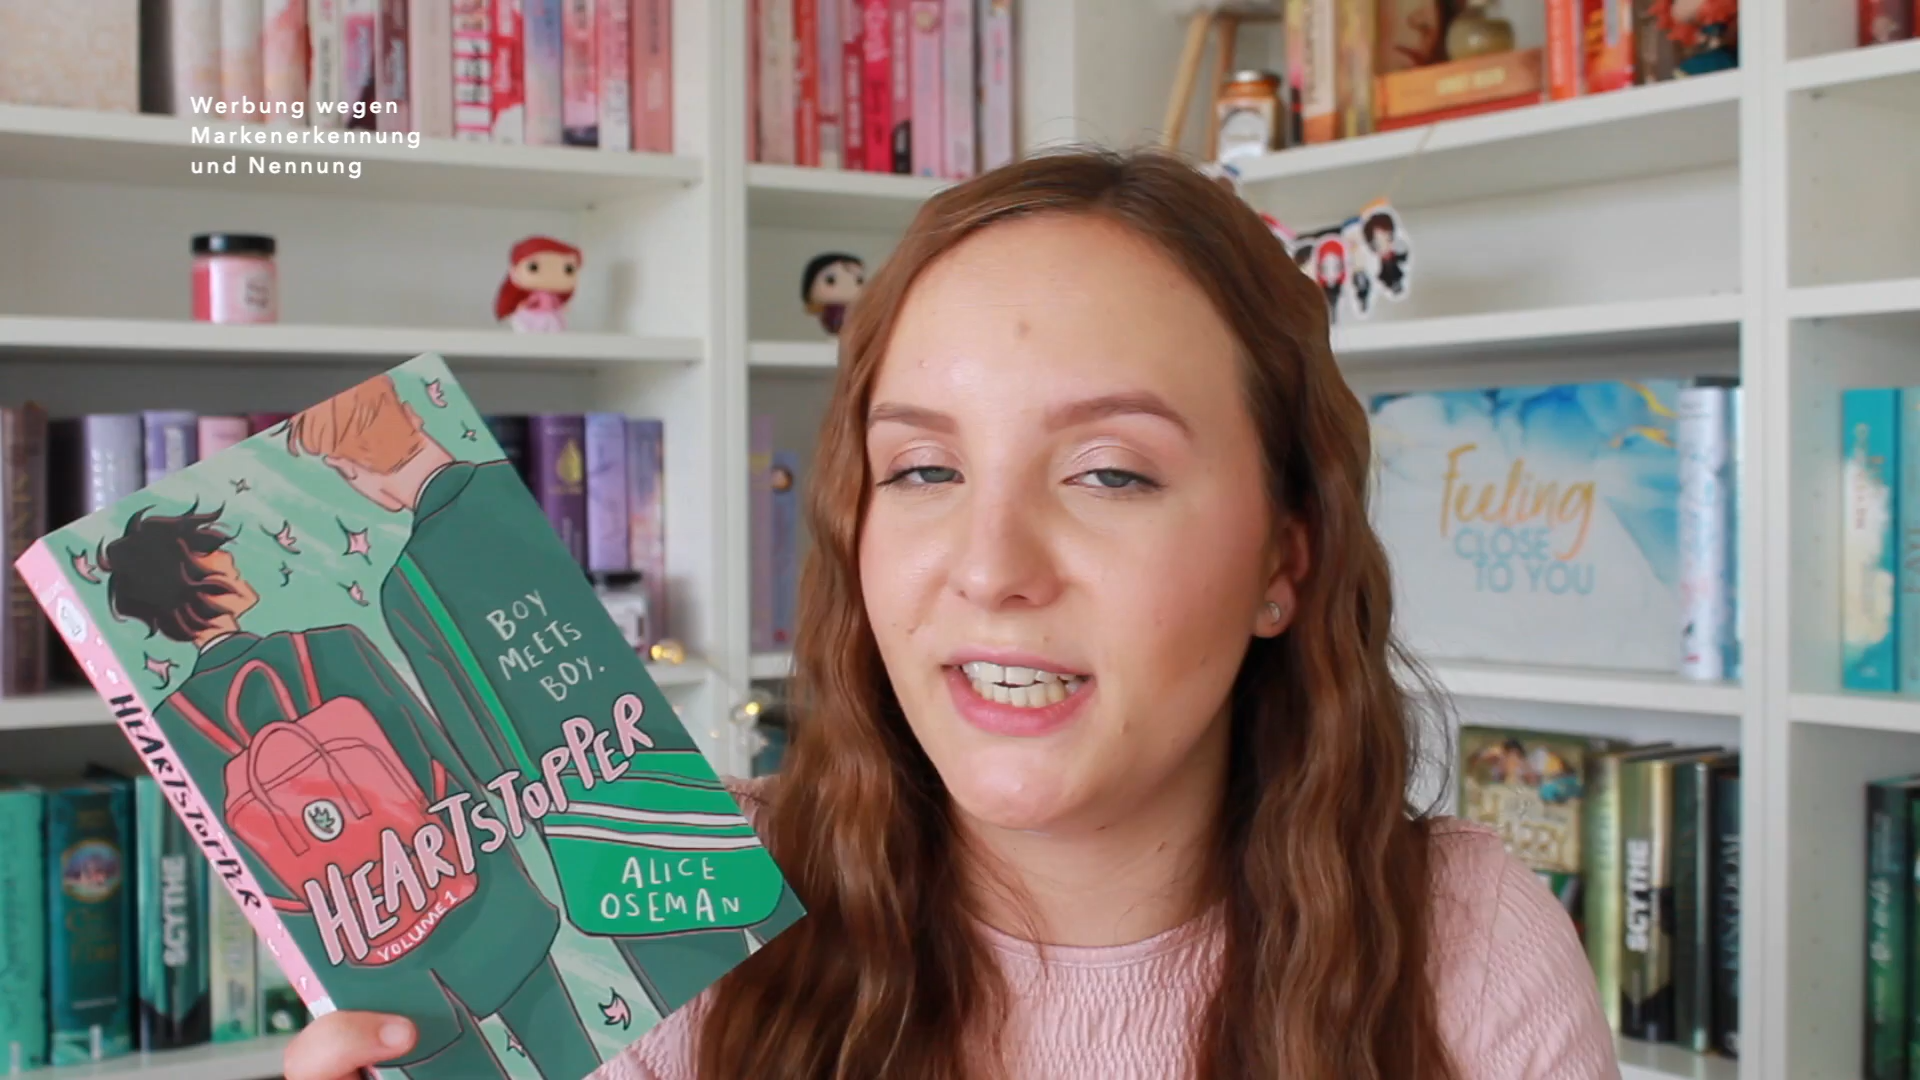 Werbung wegen
Markenerkennung
und Nennung
Feeling
CLOSE
TO YOU
BOY
MEETS
BOY.
HEARTSTOPPER
VOLUME 1
ALICE
OSEMAN
HEARTSTOPPER
SCYTHE
SCYTHE
KINGDOM